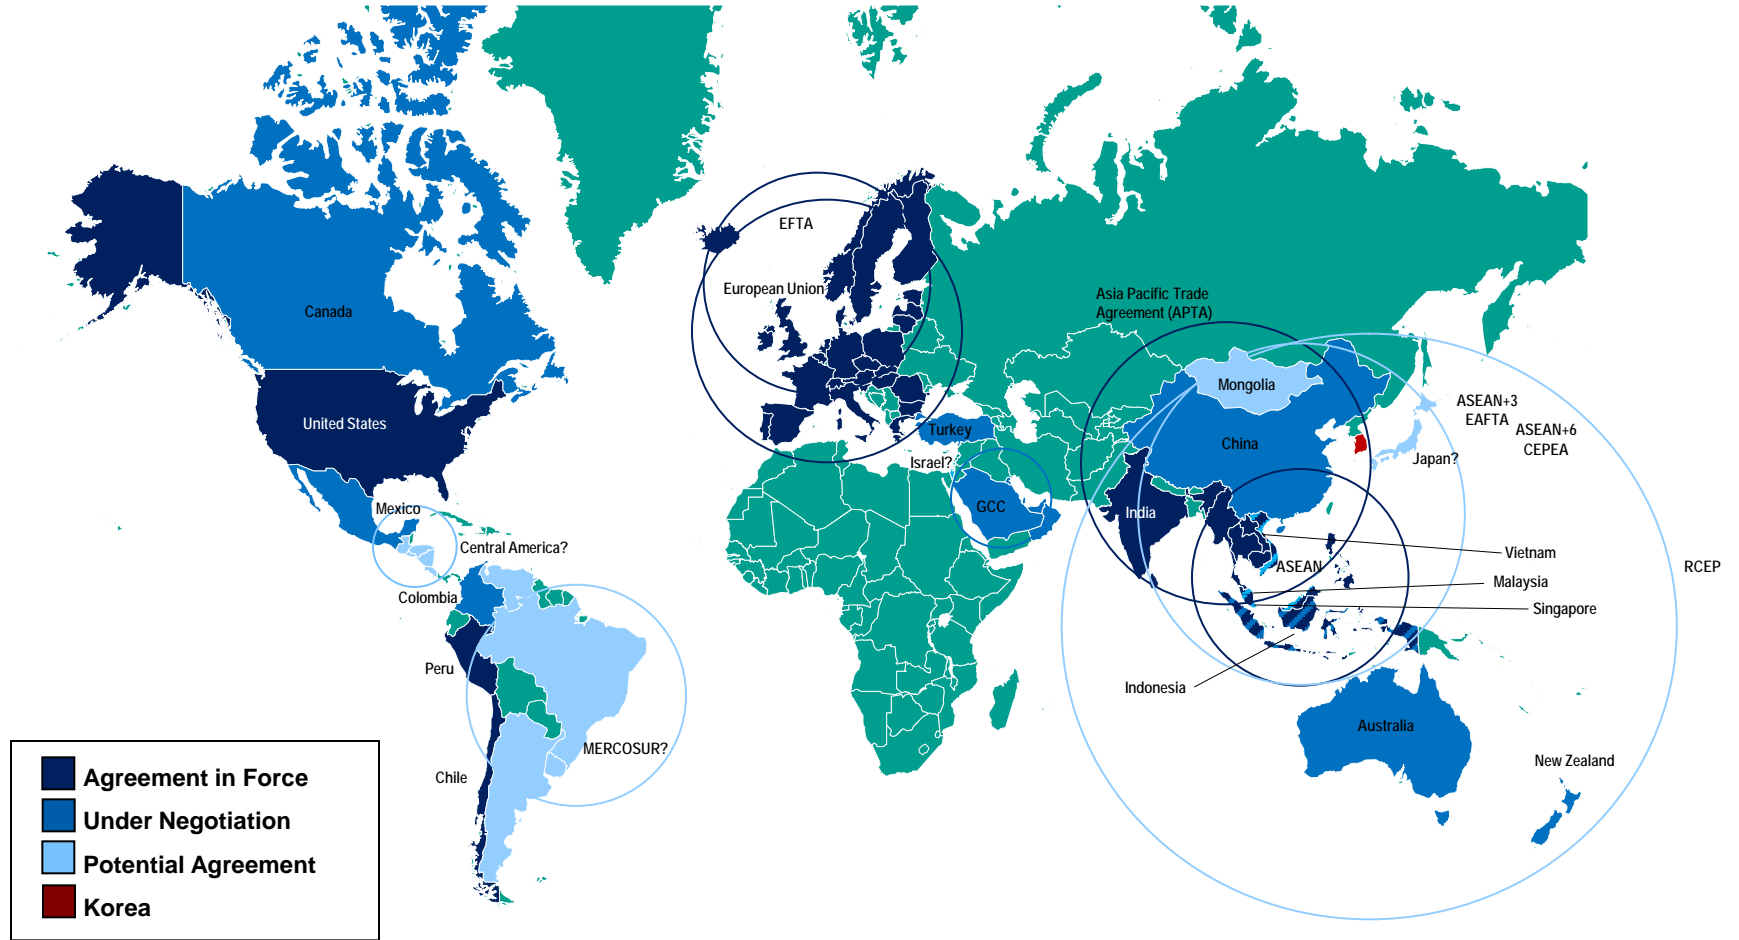 EFTA
European Union
Canada
Asia Pacific Trade
Agreement (APTA)
Mongolia
ASEAN+3
EAFTA
ASEAN+6
CEPEA
United States
Turkey
China
Israel?
Japan?
Mexico
GCC
India
Central America?
Vietnam
ASEAN
RCEP
Malaysia
Colombia
Singapore
Peru
Indonesia
Australia
MERCOSUR?
New Zealand
Chile
Agreement in Force
Under Negotiation
Potential Agreement
Korea